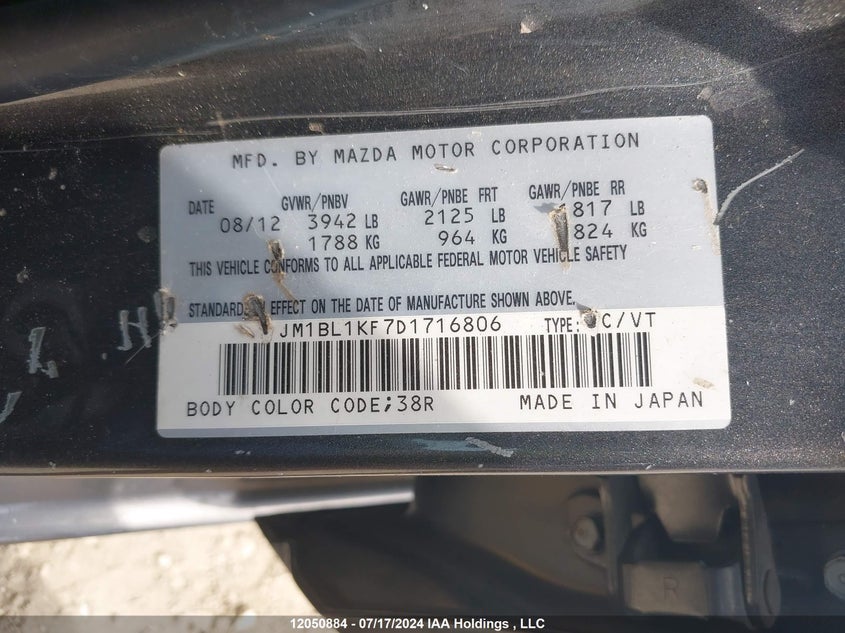 MFD. BY MAZDA MOTOR CORPORATION
DATE GVWR/PNBV GAWR/PNBE FRT GAWR/PNBE RR
08/12 3942 LB 2125 LB 817 LB
1788 KG 964 KG 824 KG
THIS VEHICLE CONFORMS TO ALL APPLICABLE FEDERAL MOTOR VEHICLE SAFETY
STANDARDS EFFECT ON THE DATE OF MANUFACTURE SHOWN ABOVE.
JM1BL1KF7D1716806 TYPE: C/VT
BODY COLOR CODE;38R MADE IN JAPAN
R
12050884 - 07/17/2024 IAA Holdings , LLC